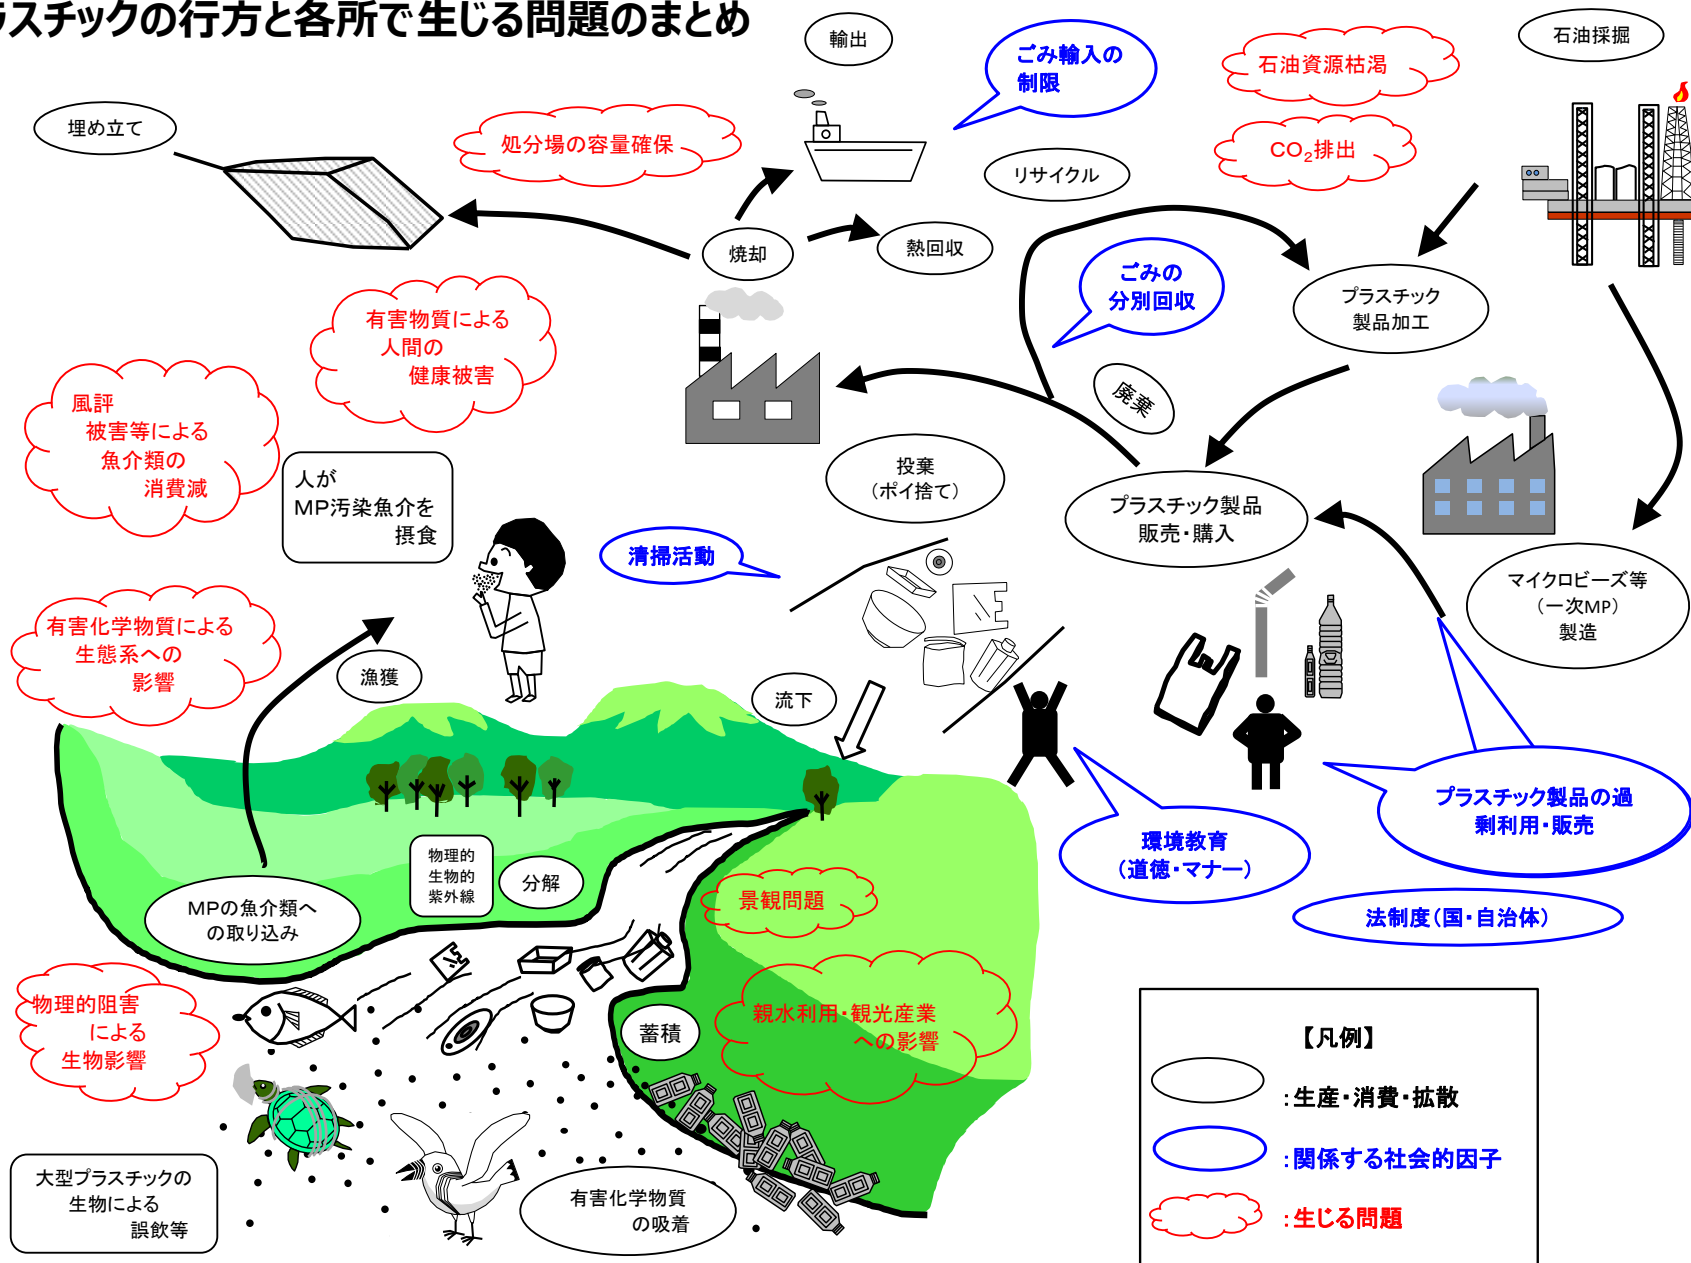 ラスチックの行方と各所で生じる問題のまとめ
輸出
ごみ輸入の
制限
石油資源枯渇
石油採掘
埋め立て
処分場の容量確保
CO₂排出
リサイクル
焼却
熱回収
ごみの
分別回収
プラスチック
製品加工
有害物質による
人間の
健康被害
廃棄
風評
被害等による
魚介類の
消費減
人が
MP汚染魚介を
摂食
投棄
（ポイ捨て）
プラスチック製品
販売・購入
清掃活動
マイクロビーズ等
（一次MP）
製造
有害化学物質による
生態系への
影響
漁獲
流下
プラスチック製品の過
剰利用・販売
環境教育
（道徳・マナー）
物理的
生物的
紫外線
分解
景観問題
MPの魚介類へ
の取り込み
法制度（国・自治体）
物理的阻害
による
生物影響
蓄積
親水利用・観光産業
への影響
【凡例】
：生産・消費・拡散
：関係する社会的因子
：生じる問題
大型プラスチックの
生物による
誤飲等
有害化学物質
の吸着